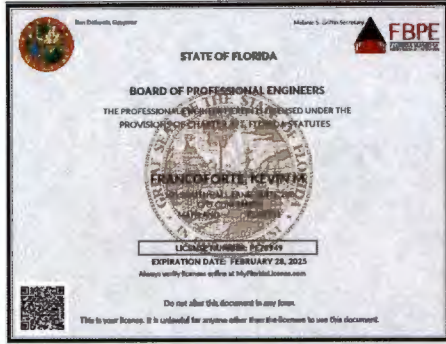 Ron DeSantis, Governor
Melanie S. Griffin Secretary
FBPE
STATE OF FLORIDA
BOARD OF PROFESSIONAL ENGINEERS
THE PROFESSIONAL ENGINEER HEREIN IS LICENSED UNDER THE
PROVISIONS OF CHAPTER 471, FLORIDA STATUTES
FRANCOFORTE, KEVIN M
LICENSE NUMBER:
EXPIRATION DATE: FEBRUARY 28, 2025
Always verify licenses online at MyFloridaLicense.com
Do not alter this document in any form.
This is your license. It is unlawful for anyone other than the licensee to use this document.